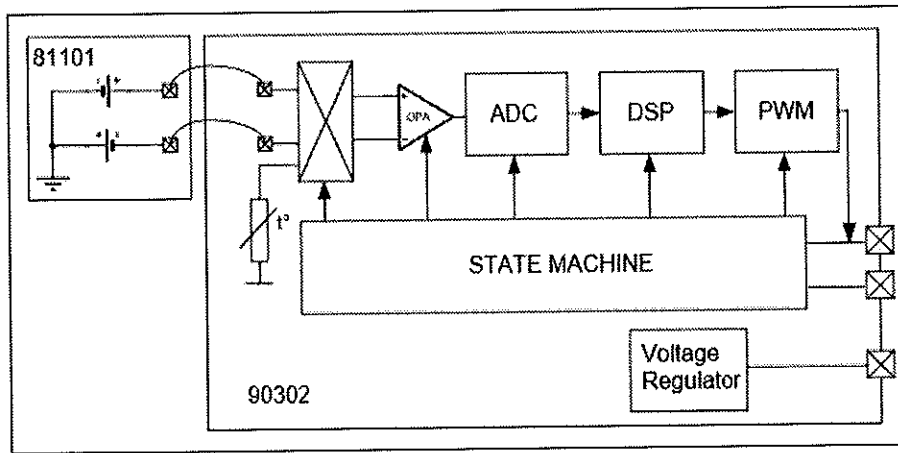 81101
OPA
ADC
DSP
PWM
t°
STATE MACHINE
Voltage
Regulator
90302